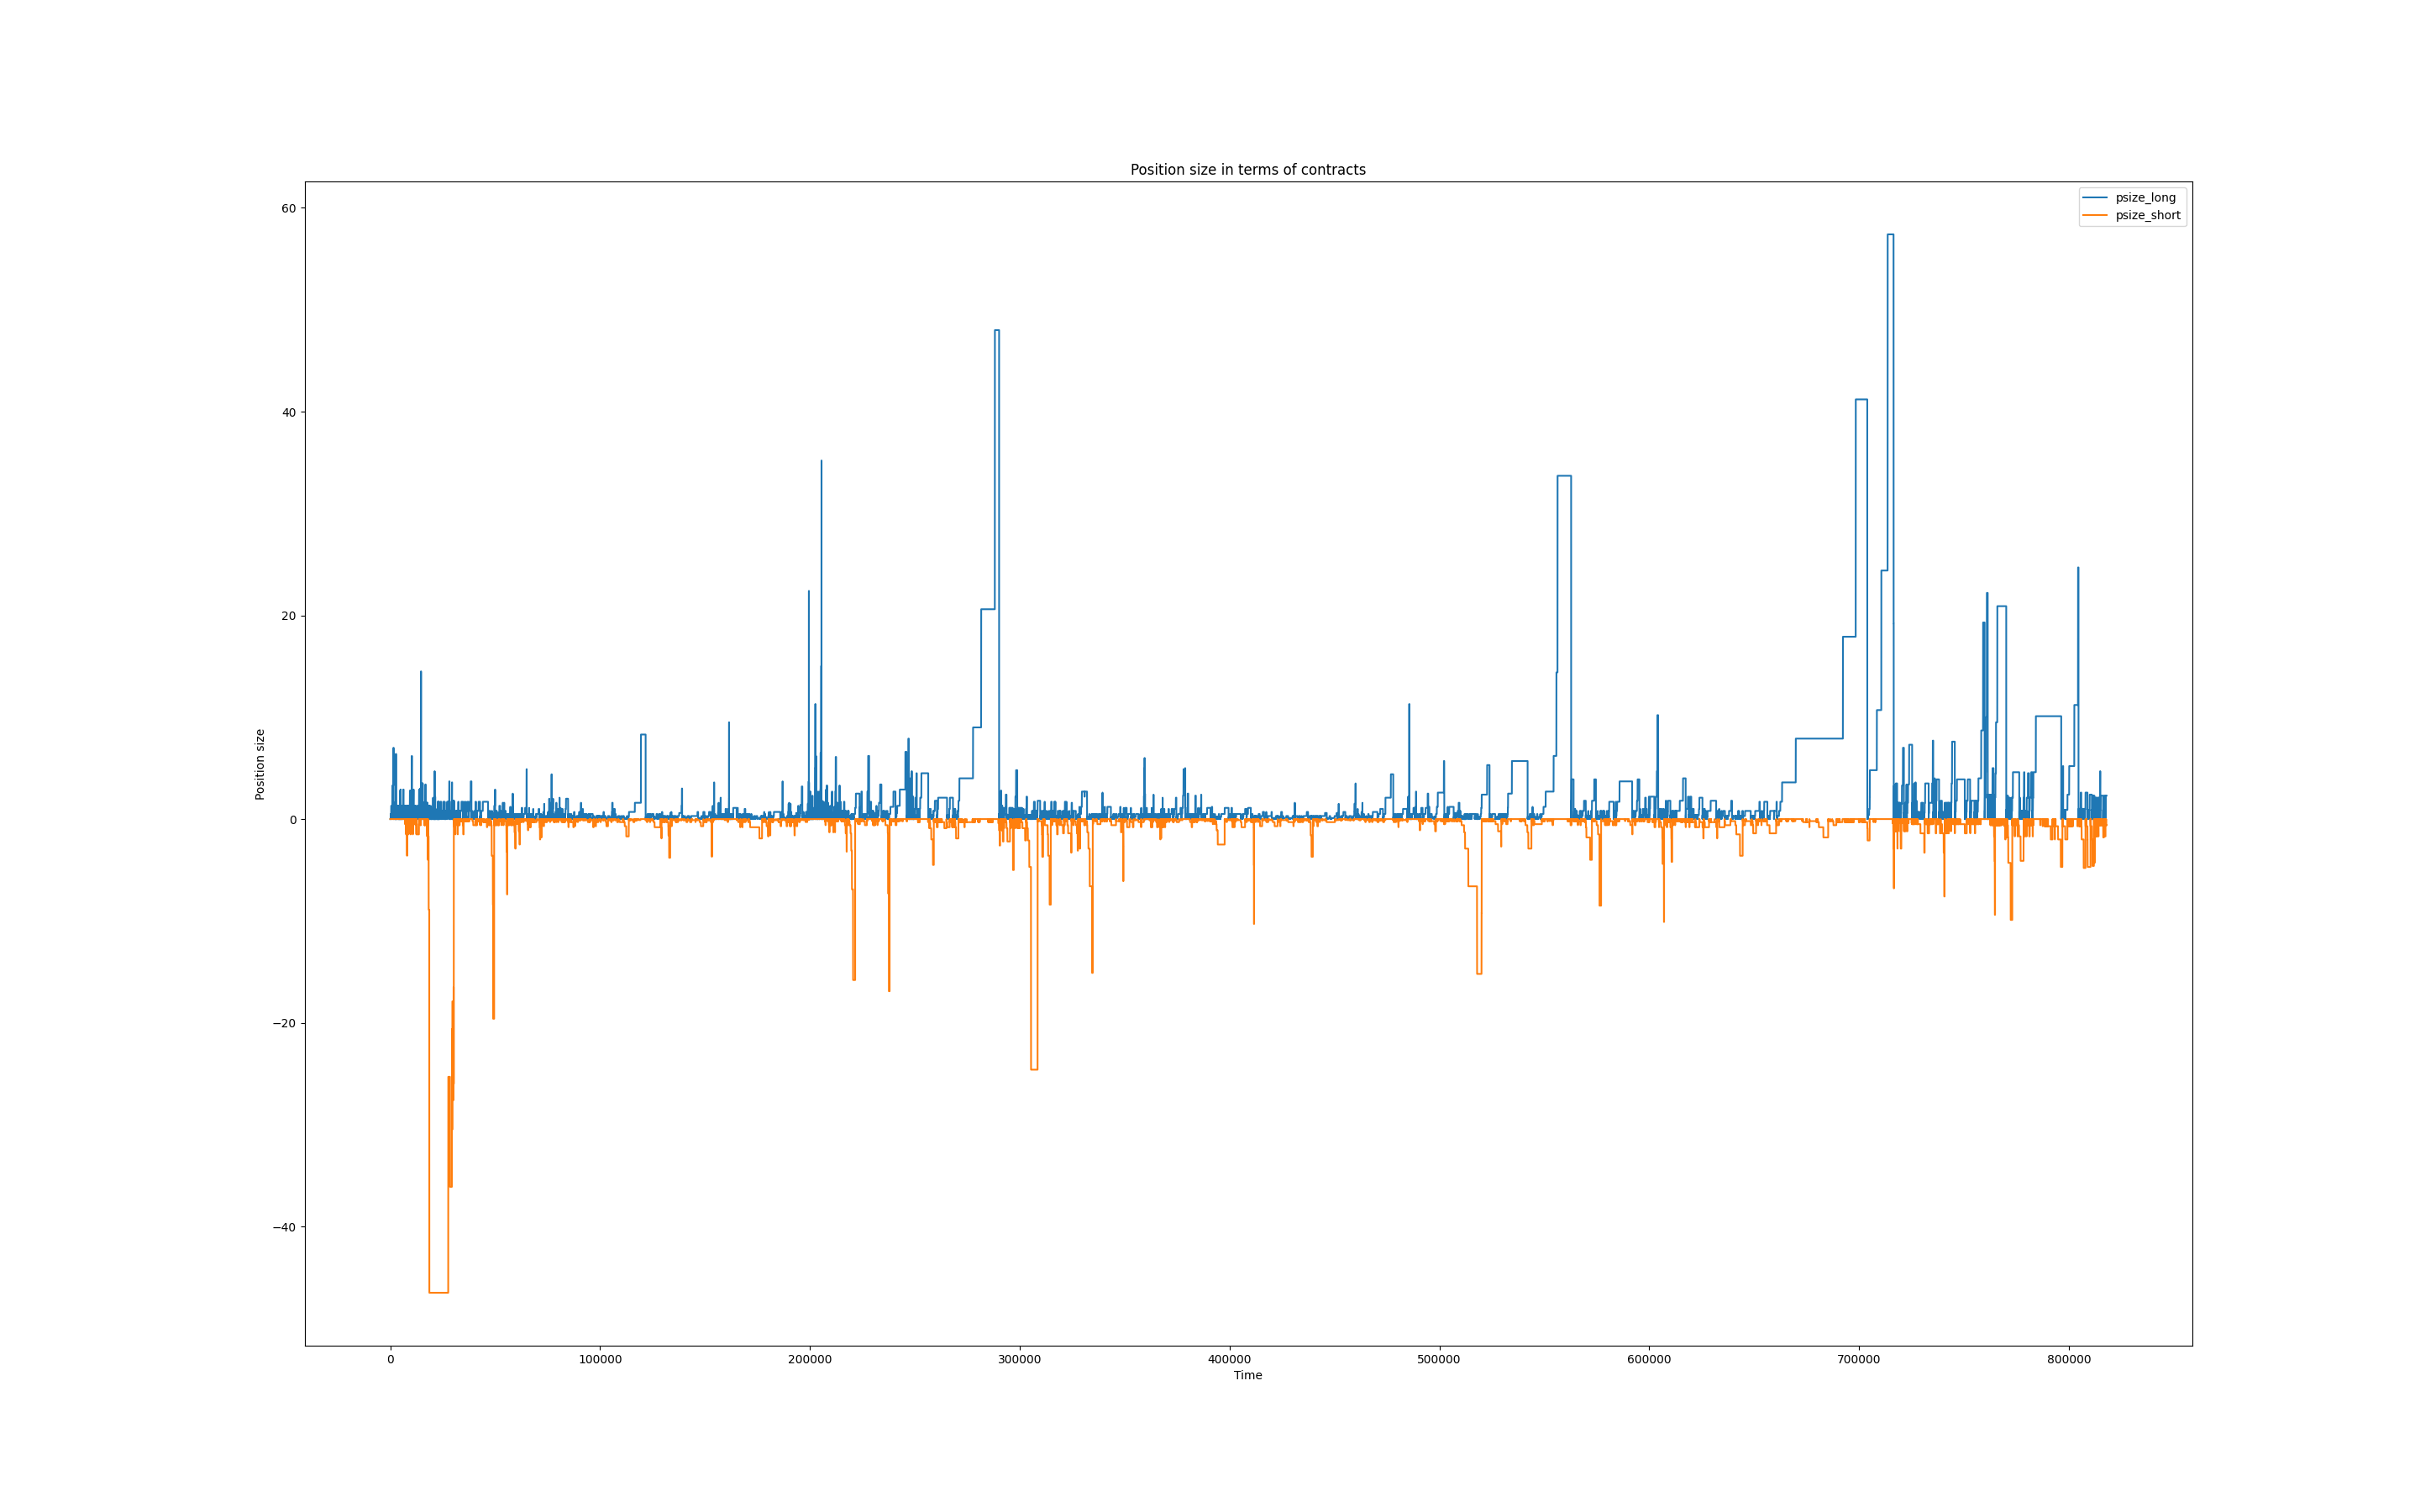 Position size in terms of contracts
psize_long
psize_short
60
40
20
0
−20
−40
Position size
0 100000 200000 300000 400000 500000 600000 700000 800000
Time